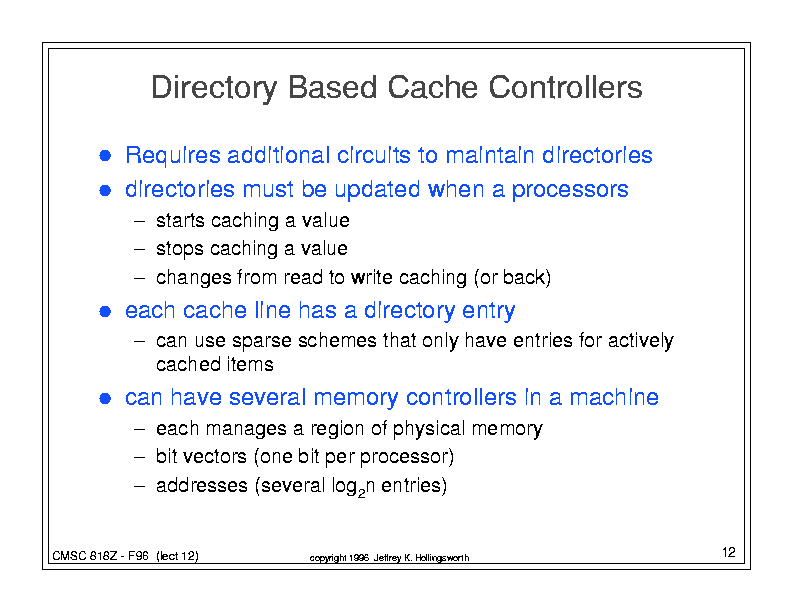 Directory Based Cache Controllers
● Requires additional circuits to maintain directories
● directories must be updated when a processors
– starts caching a value
– stops caching a value
– changes from read to write caching (or back)
● each cache line has a directory entry
– can use sparse schemes that only have entries for actively
cached items
● can have several memory controllers in a machine
– each manages a region of physical memory
– bit vectors (one bit per processor)
– addresses (several log₂n entries)
CMSC 818Z - F96 (lect 12)
copyright 1996 Jeffrey K. Hollingsworth
12